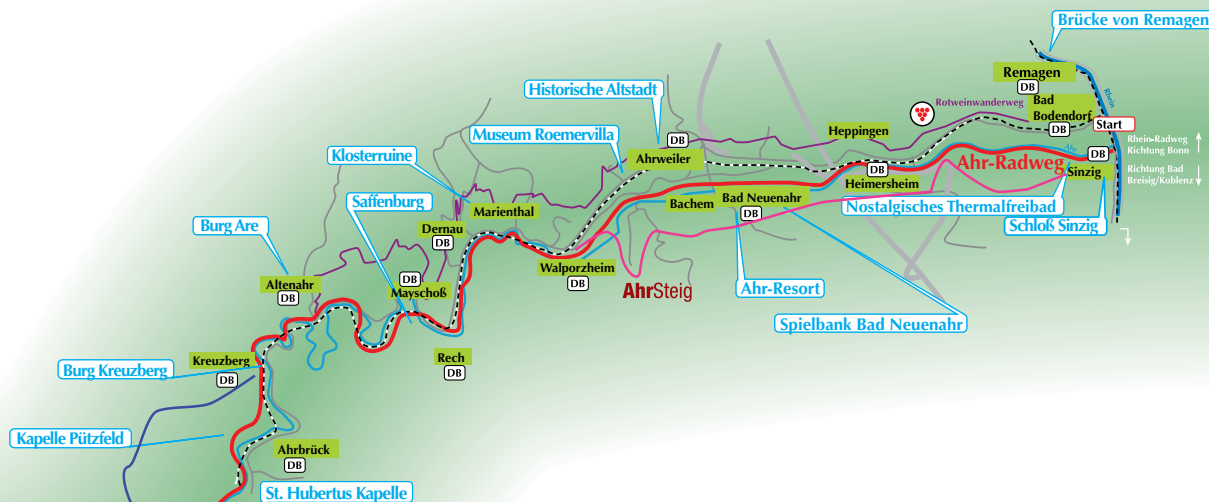 Brücke von Remagen
Remagen
DB
Rhein
Historische Altstadt
Rotweinwanderweg
Bad
Bodendorf
DB
Start
Museum Roemervilla
DB
Heppingen
Rhein-Radweg
Richtung Bonn
Klosterruine
Ahrweiler
Ahr-Radweg
Ahr
DB
Sinzig
Richtung Bad
Breisig/Koblenz
DB
Heimersheim
Saffenburg
Marienthal
Bachem
Bad Neuenahr
DB
Nostalgisches Thermalfreibad
Schloß Sinzig
Burg Are
Dernau
DB
Walporzheim
DB
Altenahr
DB
DB
Mayschoß
AhrSteig
Ahr-Resort
Spielbank Bad Neuenahr
Kreuzberg
DB
Rech
DB
Burg Kreuzberg
Kapelle Pützfeld
Ahrbrück
DB
St. Hubertus Kapelle